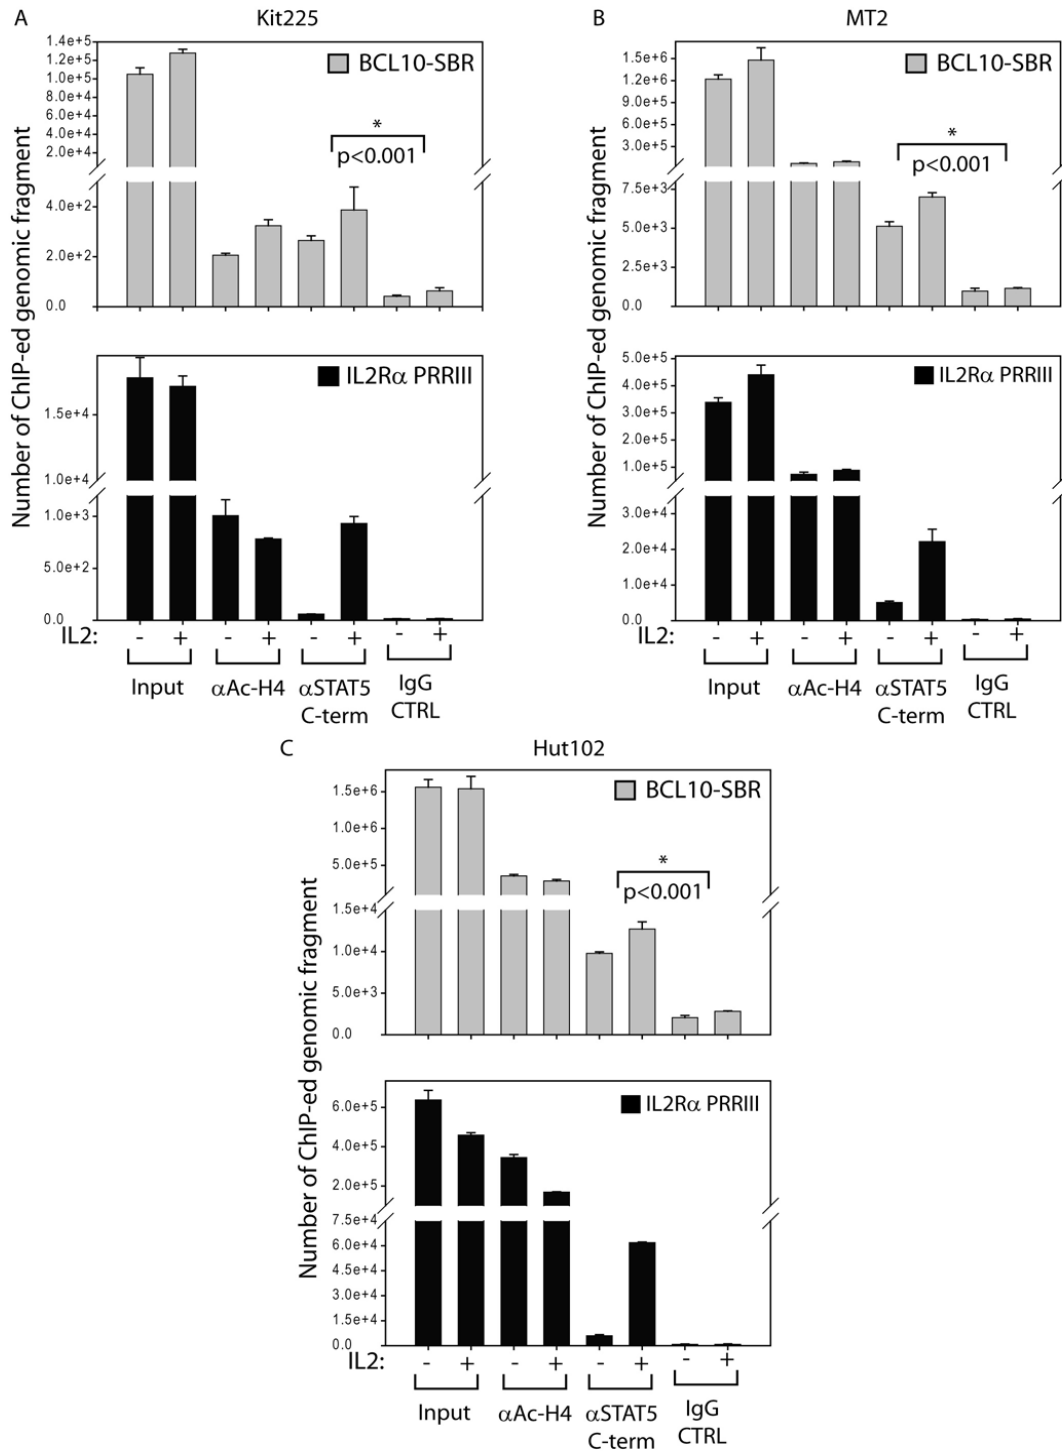 A
Kit225
Number of ChIP-ed genomic fragment
1.4e+5
1.2e+5
1.0e+5
8.0e+4
6.0e+4
4.0e+4
2.0e+4
4.0e+2
2.0e+2
0.0
BCL10-SBR
*
p<0.001
1.5e+4
1.0e+4
1.0e+3
5.0e+2
0.0
IL2Rα PRRIII
IL2: - + - + - + - +
Input αAc-H4 αSTAT5 IgG
C-term CTRL
B
MT2
Number of ChIP-ed genomic fragment
1.5e+6
1.2e+6
9.0e+5
6.0e+5
3.0e+5
7.5e+3
5.0e+3
2.5e+3
0.0
BCL10-SBR
*
p<0.001
5.0e+5
4.0e+5
3.0e+5
2.0e+5
1.0e+5
3.0e+4
2.0e+4
1.0e+4
0.0
IL2Rα PRRIII
- + - + - + - +
Input αAc-H4 αSTAT5 IgG
C-term CTRL
C
Hut102
Number of ChIP-ed genomic fragment
1.5e+6
1.0e+6
5.0e+5
1.5e+4
1.0e+4
5.0e+3
0.0
BCL10-SBR
*
p<0.001
6.0e+5
4.0e+5
2.0e+5
7.5e+4
6.0e+4
4.5e+4
3.0e+4
1.5e+4
0.0
IL2Rα PRRIII
IL2: - + - + - + - +
Input αAc-H4 αSTAT5 IgG
C-term CTRL